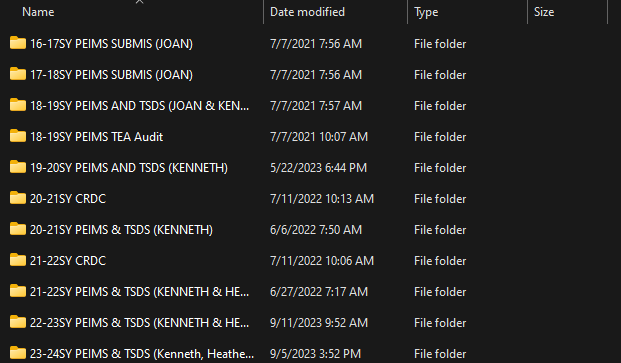 Name Date modified Type Size
16-17SY PEIMS SUBMIS (JOAN) 7/7/2021 7:56 AM File folder
17-18SY PEIMS SUBMIS (JOAN) 7/7/2021 7:56 AM File folder
18-19SY PEIMS AND TSDS (JOAN & KEN... 7/7/2021 7:57 AM File folder
18-19SY PEIMS TEA Audit 7/7/2021 10:07 AM File folder
19-20SY PEIMS AND TSDS (KENNETH) 5/22/2023 6:44 PM File folder
20-21SY CRDC 7/11/2022 10:13 AM File folder
20-21SY PEIMS & TSDS (KENNETH) 6/6/2022 7:50 AM File folder
21-22SY CRDC 7/11/2022 10:06 AM File folder
21-22SY PEIMS & TSDS (KENNETH & HE... 6/27/2022 7:17 AM File folder
22-23SY PEIMS & TSDS (KENNETH & HE... 9/11/2023 9:52 AM File folder
23-24SY PEIMS & TSDS (Kenneth, Heathe... 9/5/2023 3:52 PM File folder